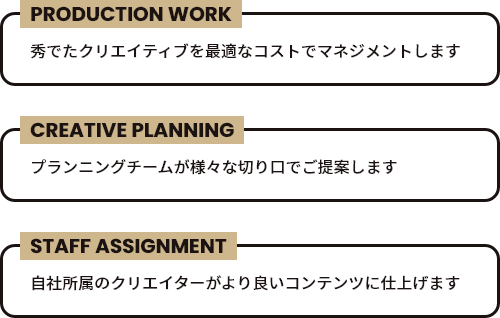 PRODUCTION WORK
秀でたクリエイティブを最適なコストでマネジメントします
CREATIVE PLANNING
プランニングチームが様々な切り口でご提案します
STAFF ASSIGNMENT
自社所属のクリエイターがより良いコンテンツに仕上げます